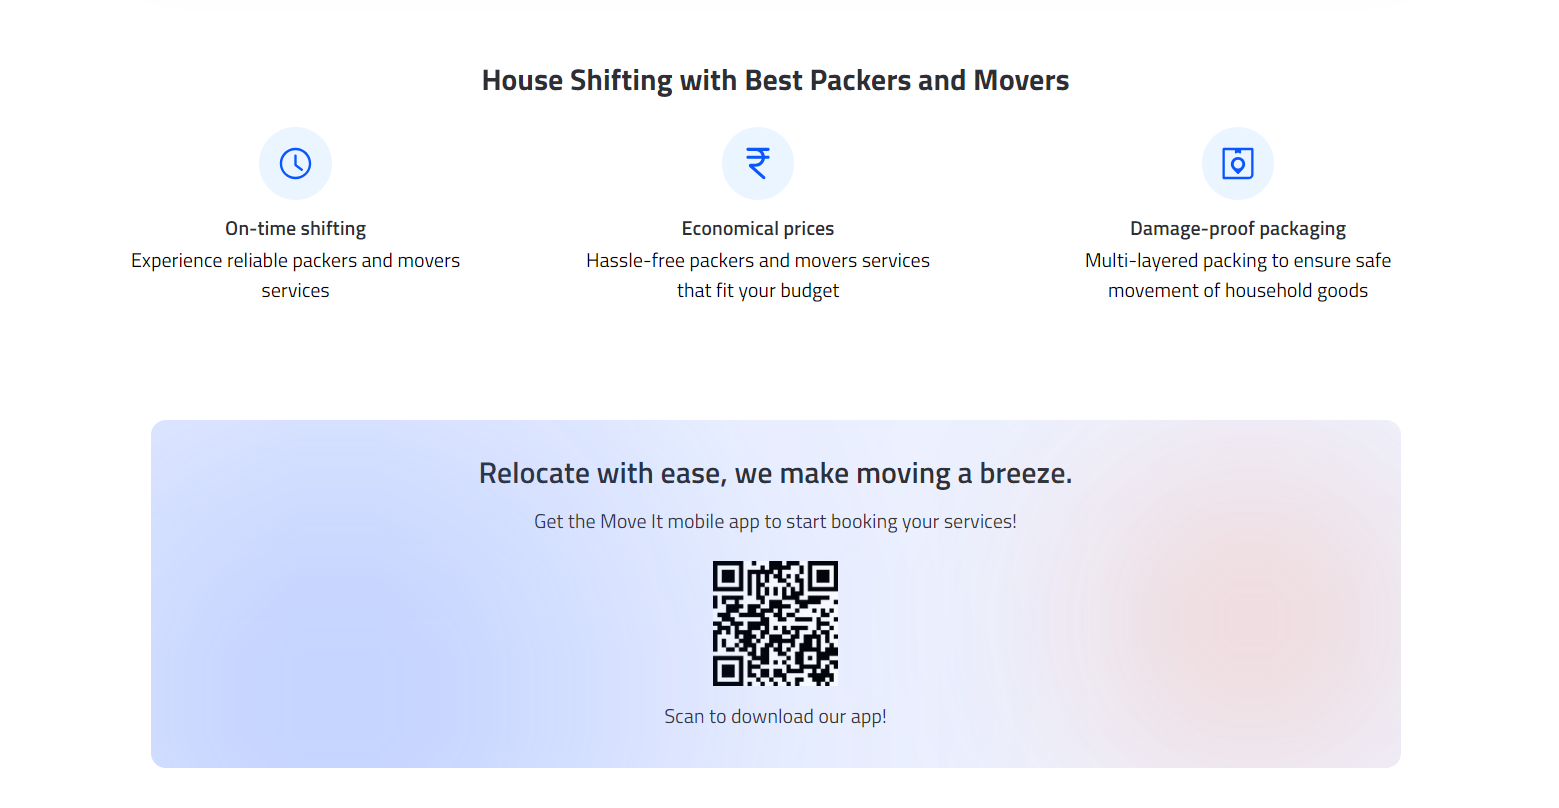 House Shifting with Best Packers and Movers
On-time shifting
Experience reliable packers and movers
services
Economical prices
Hassle-free packers and movers services
that fit your budget
Damage-proof packaging
Multi-layered packing to ensure safe
movement of household goods
Relocate with ease, we make moving a breeze.
Get the Move It mobile app to start booking your services!
Scan to download our app!